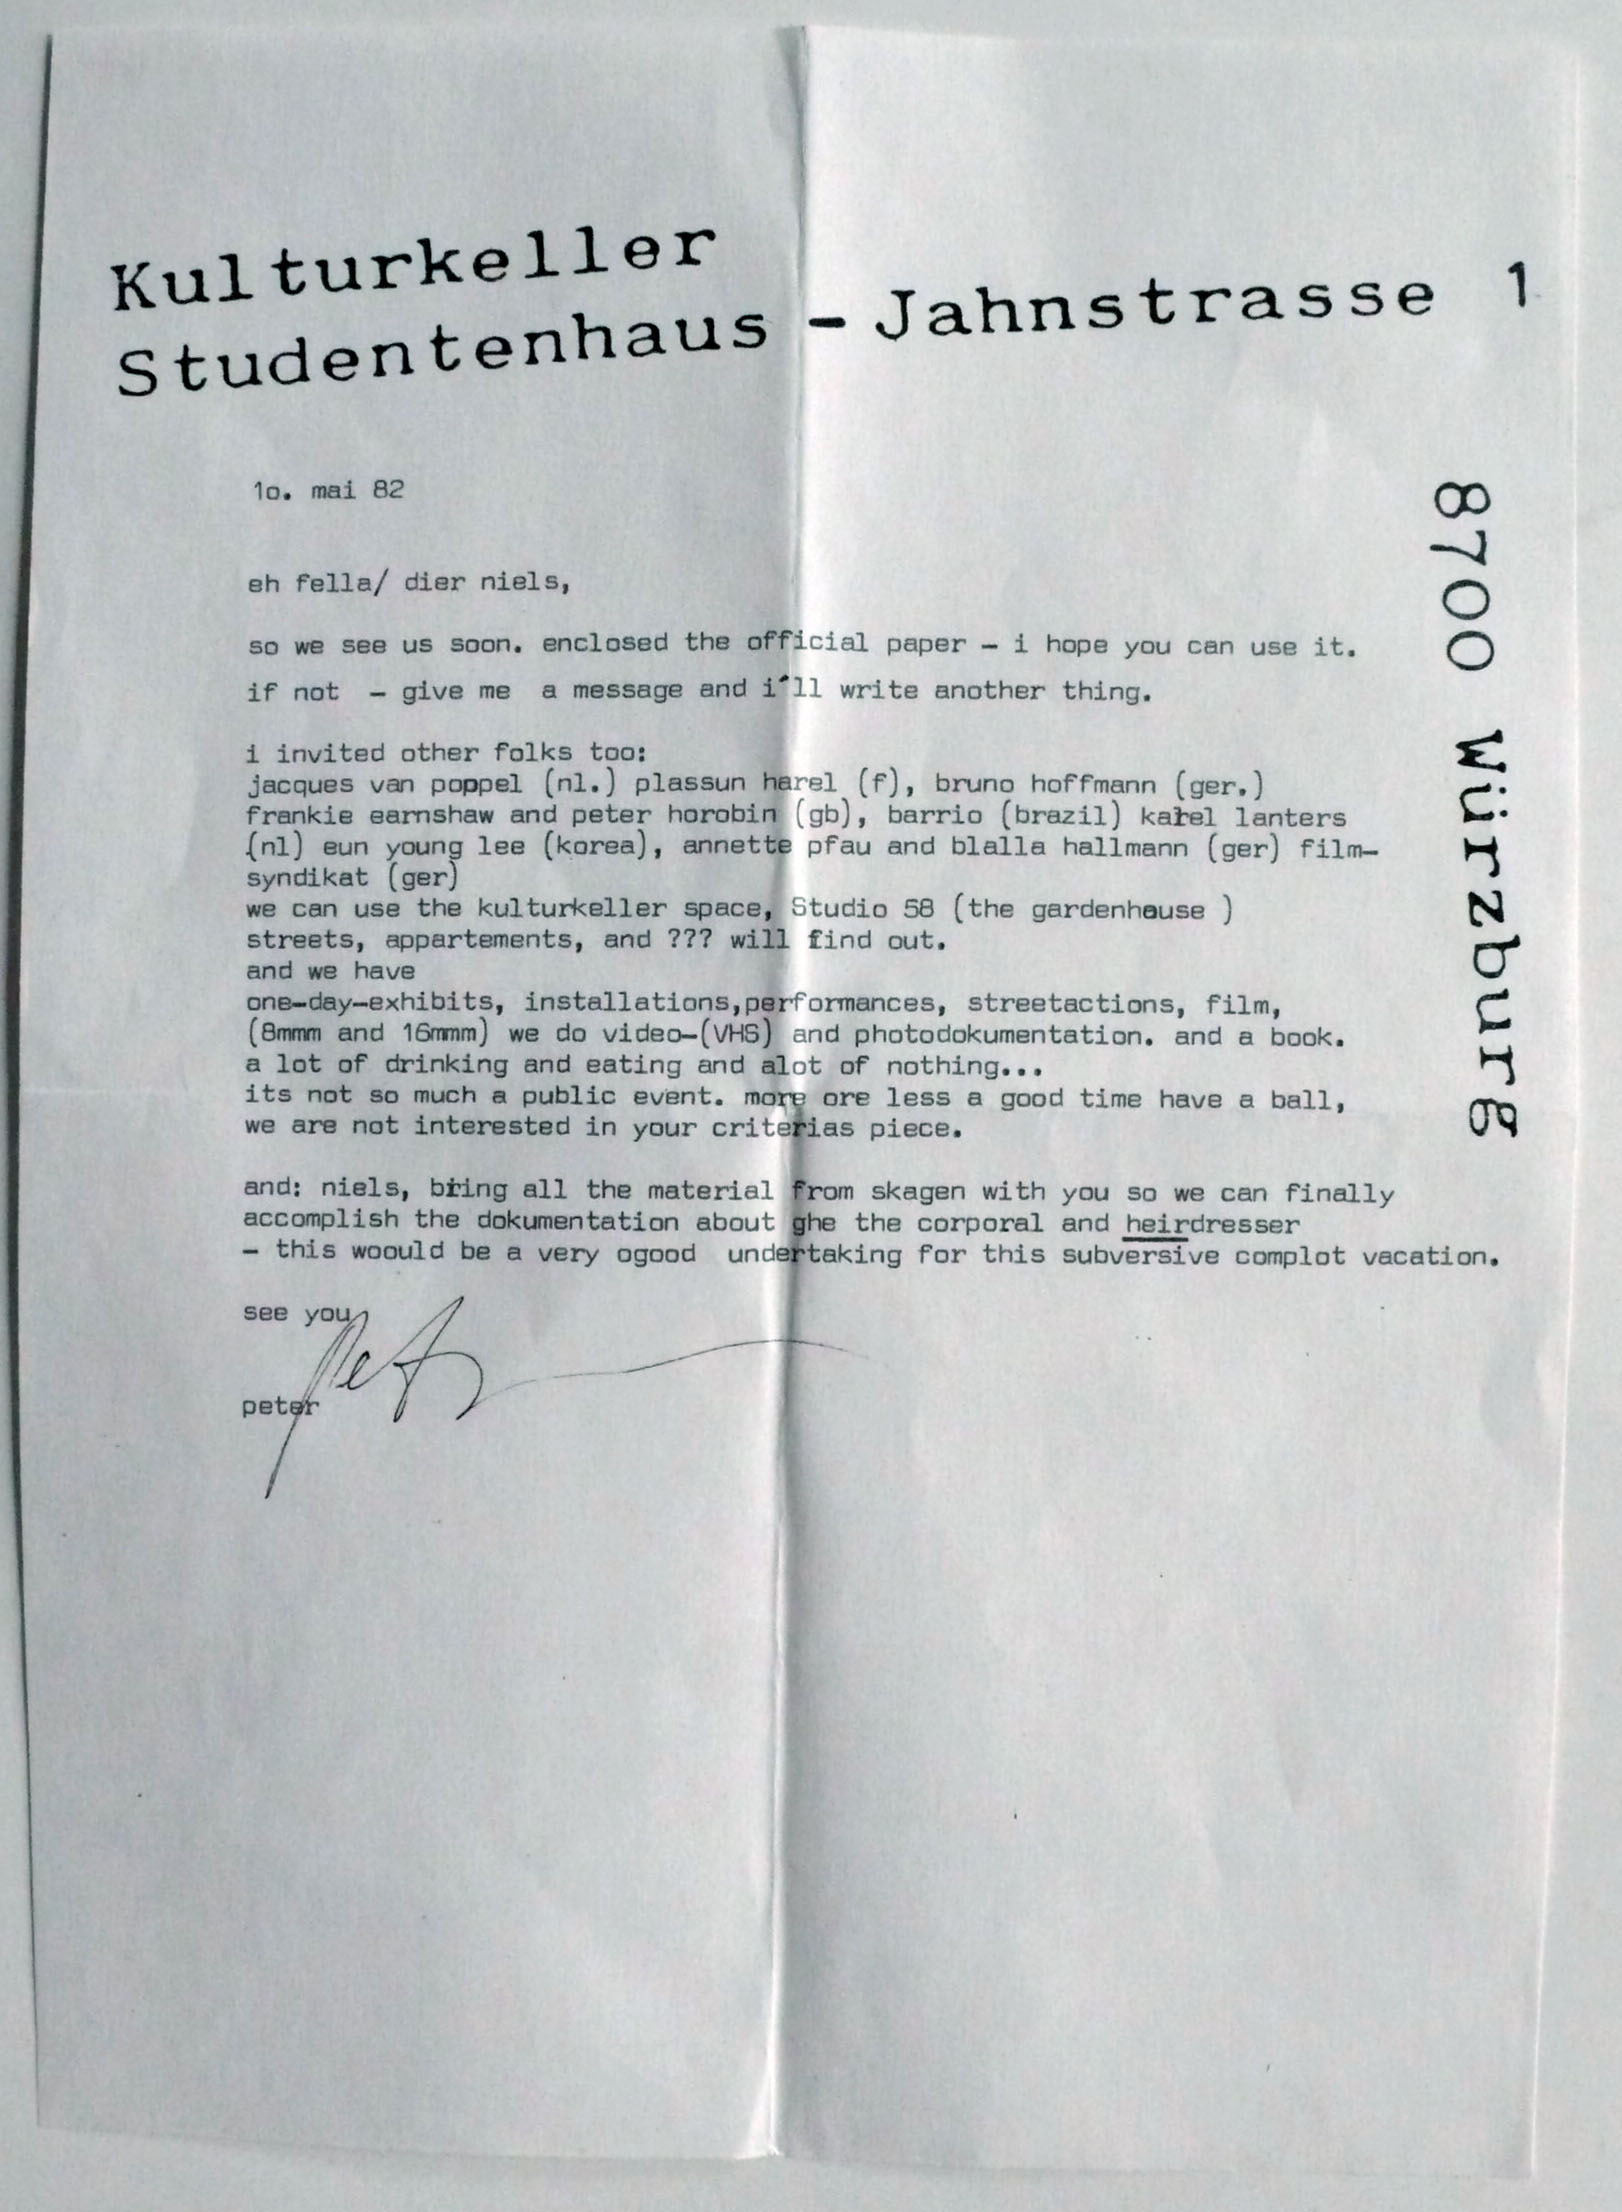 Kulturkeller
Studentenhaus - Jahnstrasse 1
8700 Würzburg
1o. mai 82
eh fella/ dier niels,
so we see us soon. enclosed the official paper - i hope you can use it.
if not - give me a message and i´ll write another thing.
i invited other folks too:
jacques van poppel (nl.) plassun harel (f), bruno hoffmann (ger.)
frankie earnshaw and peter horobin (gb), barrio (brazil) karel lanters
(nl) eun young lee (korea), annette pfau and blalla hallmann (ger) film-
syndikat (ger)
we can use the kulturkeller space, Studio 58 (the gardenhouse )
streets, appartements, and ??? will find out.
and we have
one-day-exhibits, installations,performances, streetactions, film,
(8mmm and 16mmm) we do video-(VHS) and photodokumentation. and a book.
a lot of drinking and eating and alot of nothing...
its not so much a public event. more ore less a good time have a ball,
we are not interested in your criterias piece.
and: niels, bring all the material from skagen with you so we can finally
accomplish the dokumentation about ghe the corporal and heirdresser
- this woould be a very ogood undertaking for this subversive complot vacation.
see you
Peter
peter